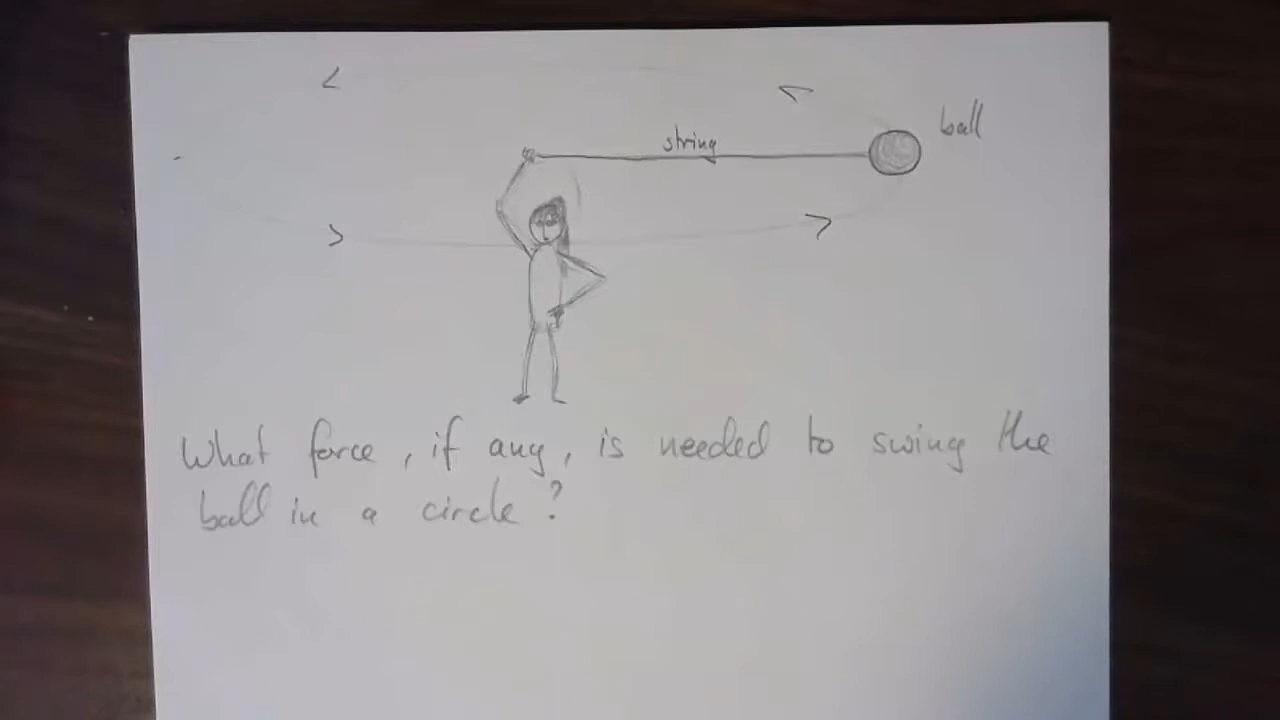 ball
string
What force, if any, is needed to swing the
ball in a circle?